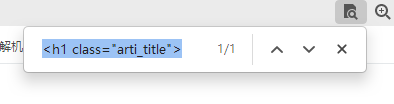 <h1 class="arti_title"> 1/1
解机